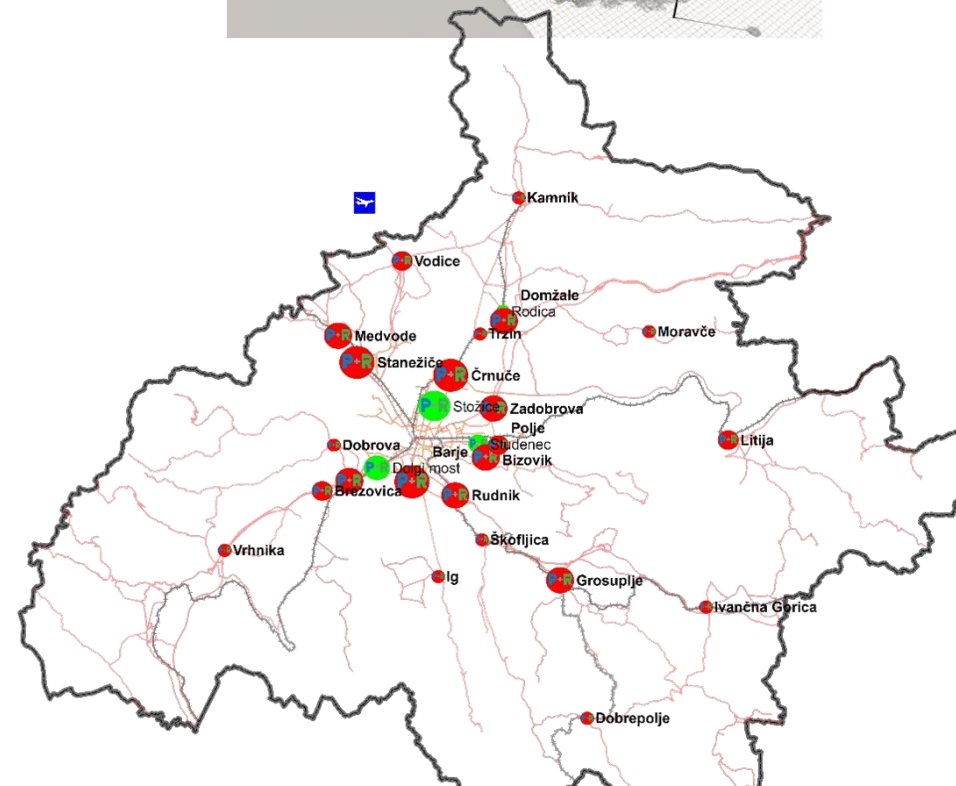 Kamnik
P+R Vodice
Domžale
Rodica
P+R
Tržin
Moravče
P+R Medvode
P+R Stanežiče
P+R Črnuče
P R Stožice
P+R Zadobrova
Polje
Studenec
P+R Litija
Dobrova
Barje
P+R Bizovik
P R Dolgi most
P+R
P+R Brezovica
P+R
P+R Rudnik
Škofljica
Vrhnika
Ig
P+R Grosuplje
Ivančna Gorica
Dobrepolje